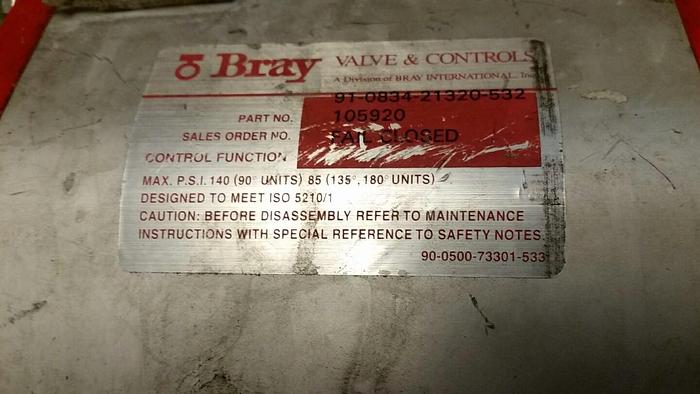 Bray VALVE & CONTROLS
A Division of BRAY INTERNATIONAL, Inc.
91-0834-21320-532
PART NO. 105920
SALES ORDER NO. FAIL CLOSED
CONTROL FUNCTION
MAX. P.S.I. 140 (90° UNITS) 85 (135°, 180° UNITS)
DESIGNED TO MEET ISO 5210/1
CAUTION: BEFORE DISASSEMBLY REFER TO MAINTENANCE
INSTRUCTIONS WITH SPECIAL REFERENCE TO SAFETY NOTES.
90-0500-73301-533